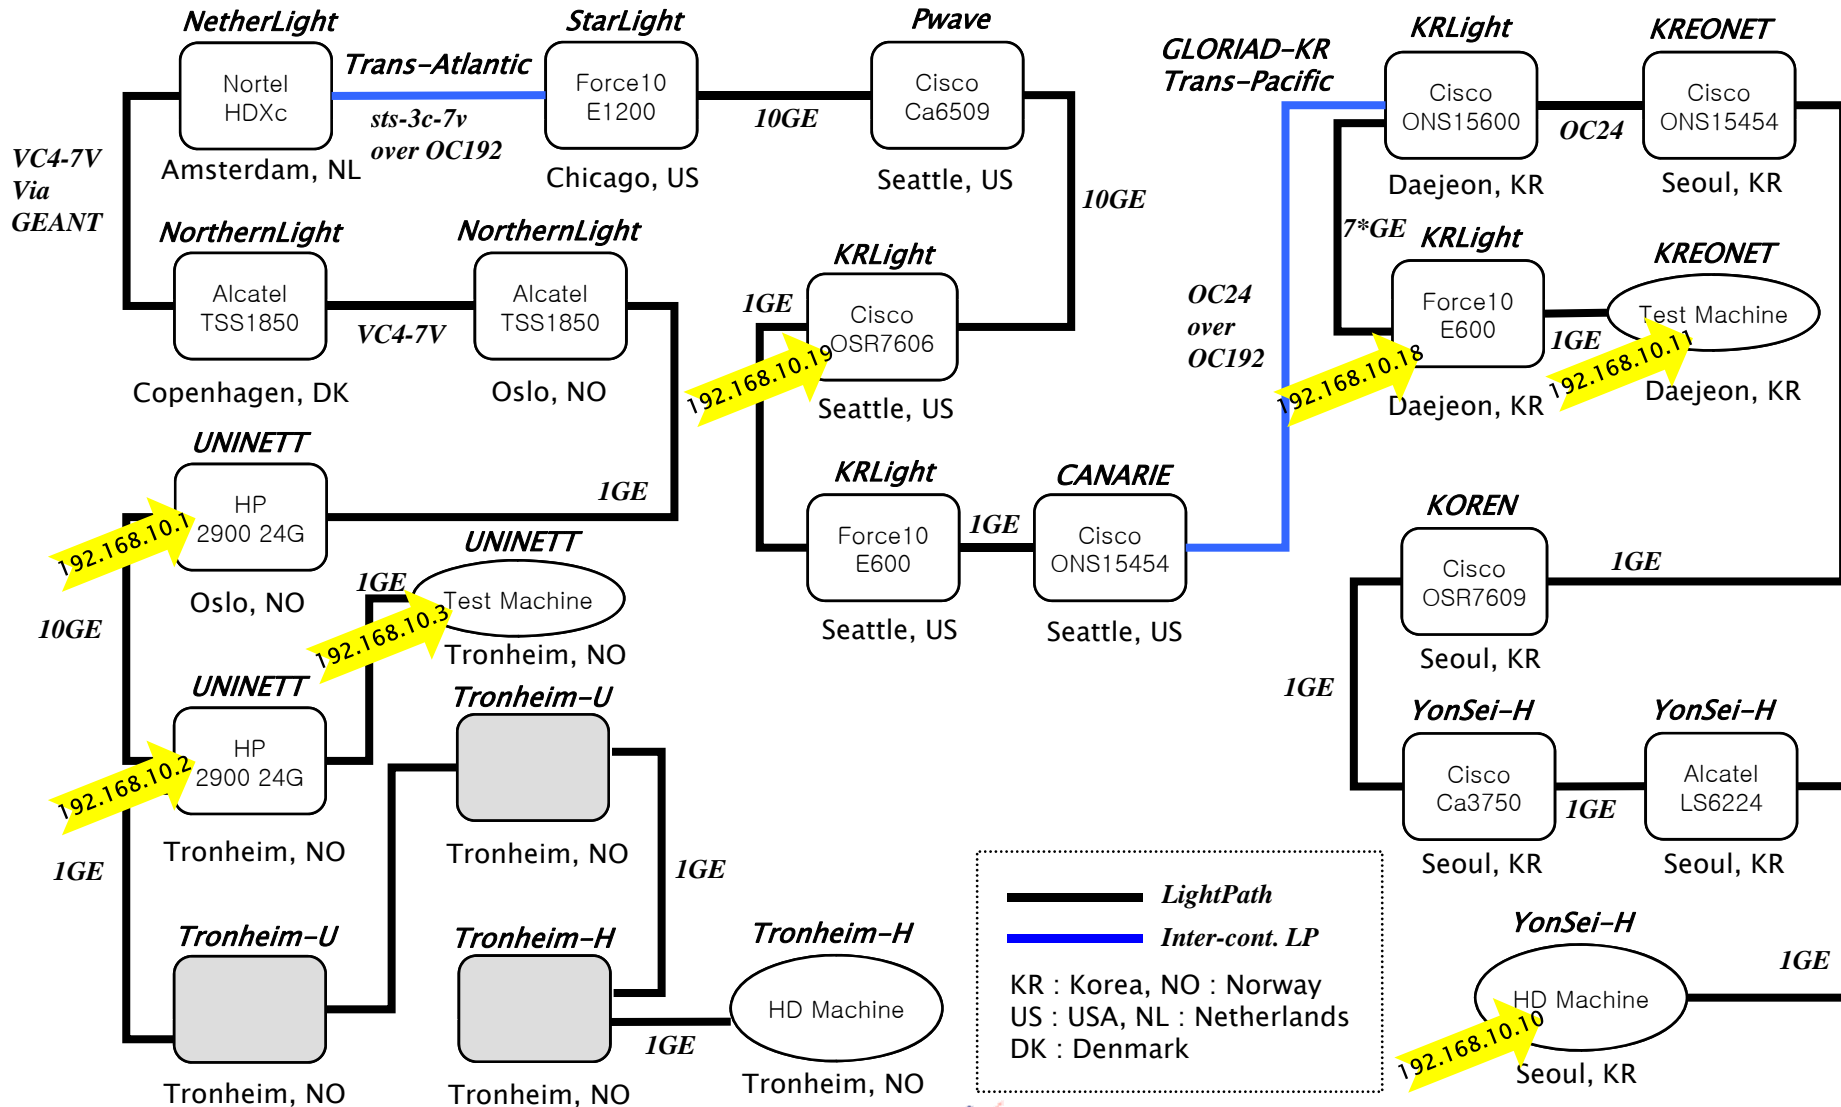 NetherLight
Nortel
HDXc
Amsterdam, NL
Trans-Atlantic
sts-3c-7v
over OC192
StarLight
Force10
E1200
Chicago, US
10GE
Pwave
Cisco
Ca6509
Seattle, US
10GE
GLORIAD-KR
Trans-Pacific
KRLight
Cisco
ONS15600
Daejeon, KR
OC24
KREONET
Cisco
ONS15454
Seoul, KR
VC4-7V
Via
GEANT
NorthernLight
Alcatel
TSS1850
Copenhagen, DK
VC4-7V
NorthernLight
Alcatel
TSS1850
Oslo, NO
1GE
KRLight
Cisco
OSR7606
192.168.10.19
Seattle, US
1GE
OC24
over
OC192
7*GE
KRLight
Force10
E600
192.168.10.18
Daejeon, KR
1GE
KREONET
Test Machine
192.168.10.11
Daejeon, KR
UNINETT
HP
2900 24G
192.168.10.1
Oslo, NO
10GE
UNINETT
1GE
Test Machine
192.168.10.3
Tronheim, NO
KRLight
Force10
E600
Seattle, US
1GE
CANARIE
Cisco
ONS15454
Seattle, US
KOREN
Cisco
OSR7609
Seoul, KR
1GE
1GE
UNINETT
HP
2900 24G
192.168.10.2
Tronheim, NO
1GE
Tronheim-U
Tronheim, NO
1GE
YonSei-H
Cisco
Ca3750
Seoul, KR
1GE
YonSei-H
Alcatel
LS6224
Seoul, KR
Tronheim-U
Tronheim, NO
Tronheim-H
Tronheim, NO
1GE
Tronheim-H
HD Machine
Tronheim, NO
LightPath
Inter-cont. LP
KR : Korea, NO : Norway
US : USA, NL : Netherlands
DK : Denmark
YonSei-H
HD Machine
192.168.10.10
Seoul, KR
1GE